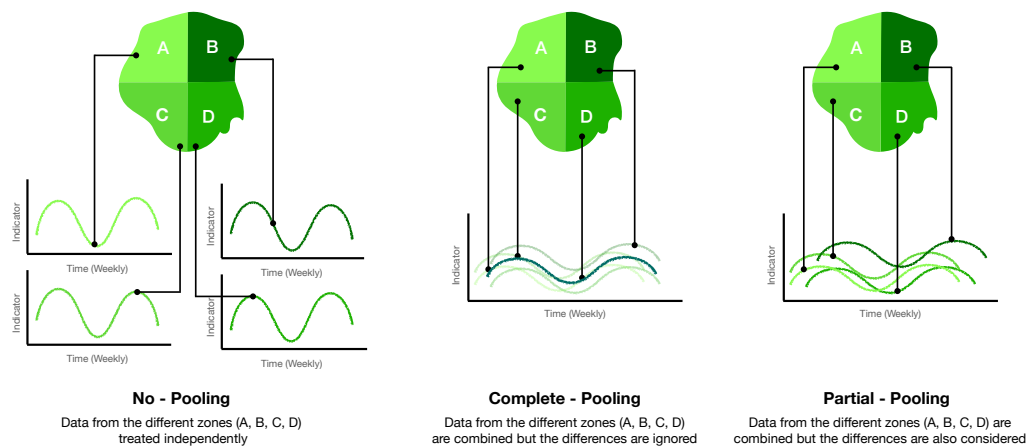 A B
C D
A B
C D
A B
C D
Indicator
Time (Weekly)
Indicator
Time (Weekly)
Indicator
Time (Weekly)
Indicator
Time (Weekly)
Indicator
Time (Weekly)
Indicator
Time (Weekly)
No - Pooling
Data from the different zones (A, B, C, D)
treated independently
Complete - Pooling
Data from the different zones (A, B, C, D)
are combined but the differences are ignored
Partial - Pooling
Data from the different zones (A, B, C, D) are
combined but the differences are also considered